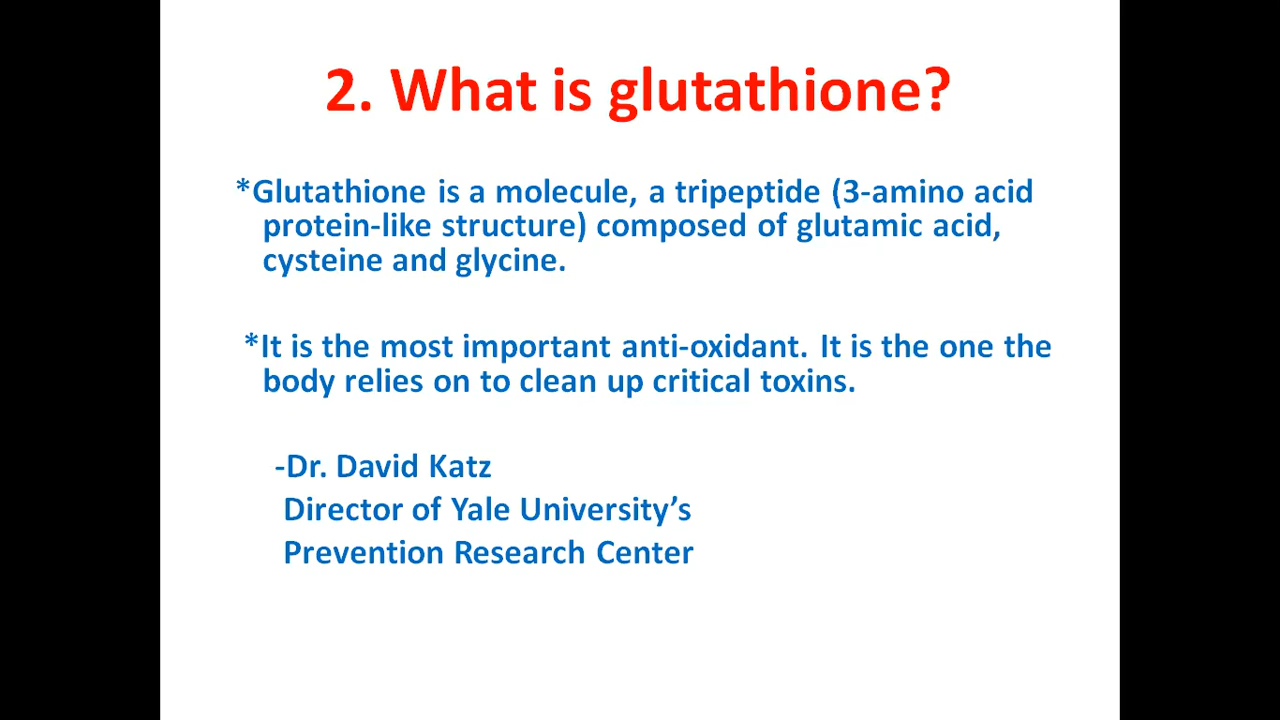 2. What is glutathione?
*Glutathione is a molecule, a tripeptide (3-amino acid
protein-like structure) composed of glutamic acid,
cysteine and glycine.
*It is the most important anti-oxidant. It is the one the
body relies on to clean up critical toxins.
-Dr. David Katz
Director of Yale University’s
Prevention Research Center